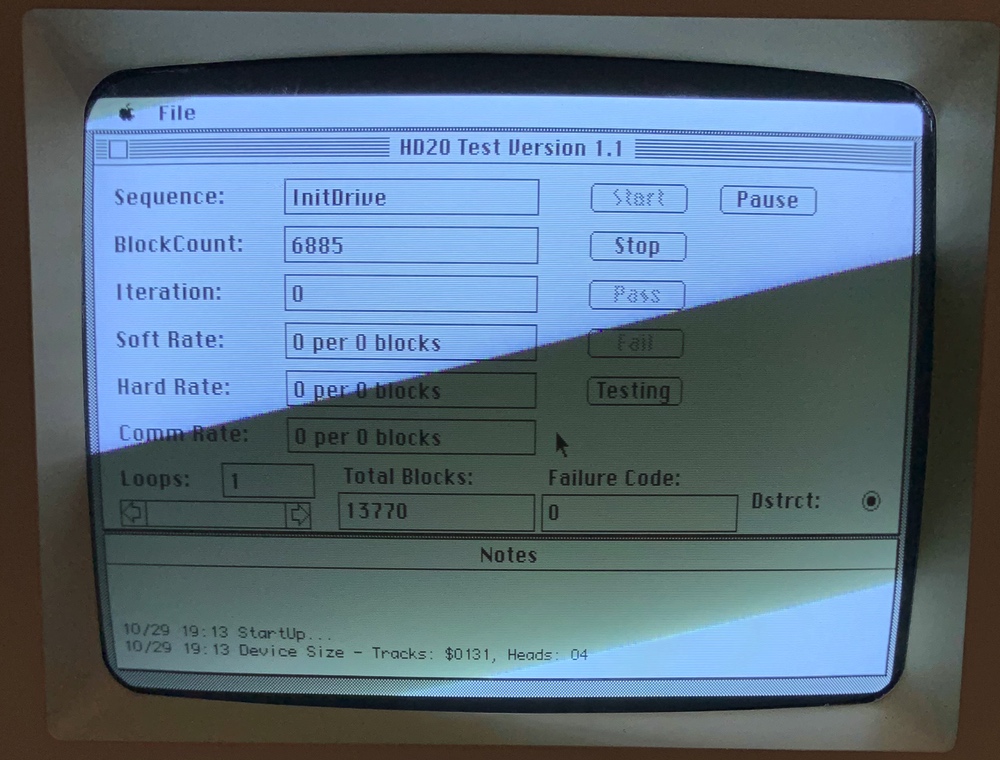 File
HD20 Test Version 1.1
Sequence: InitDrive Start Pause
BlockCount: 6885 Stop
Iteration: 0 Pass
Soft Rate: 0 per 0 blocks Fail
Hard Rate: 0 per 0 blocks Testing
Comm Rate: 0 per 0 blocks
Loops: 1 Total Blocks: Failure Code:
13770 0 Dstrct:
Notes
10/29 19:13 StartUp...
10/29 19:13 Device Size - Tracks: $0131, Heads: 04